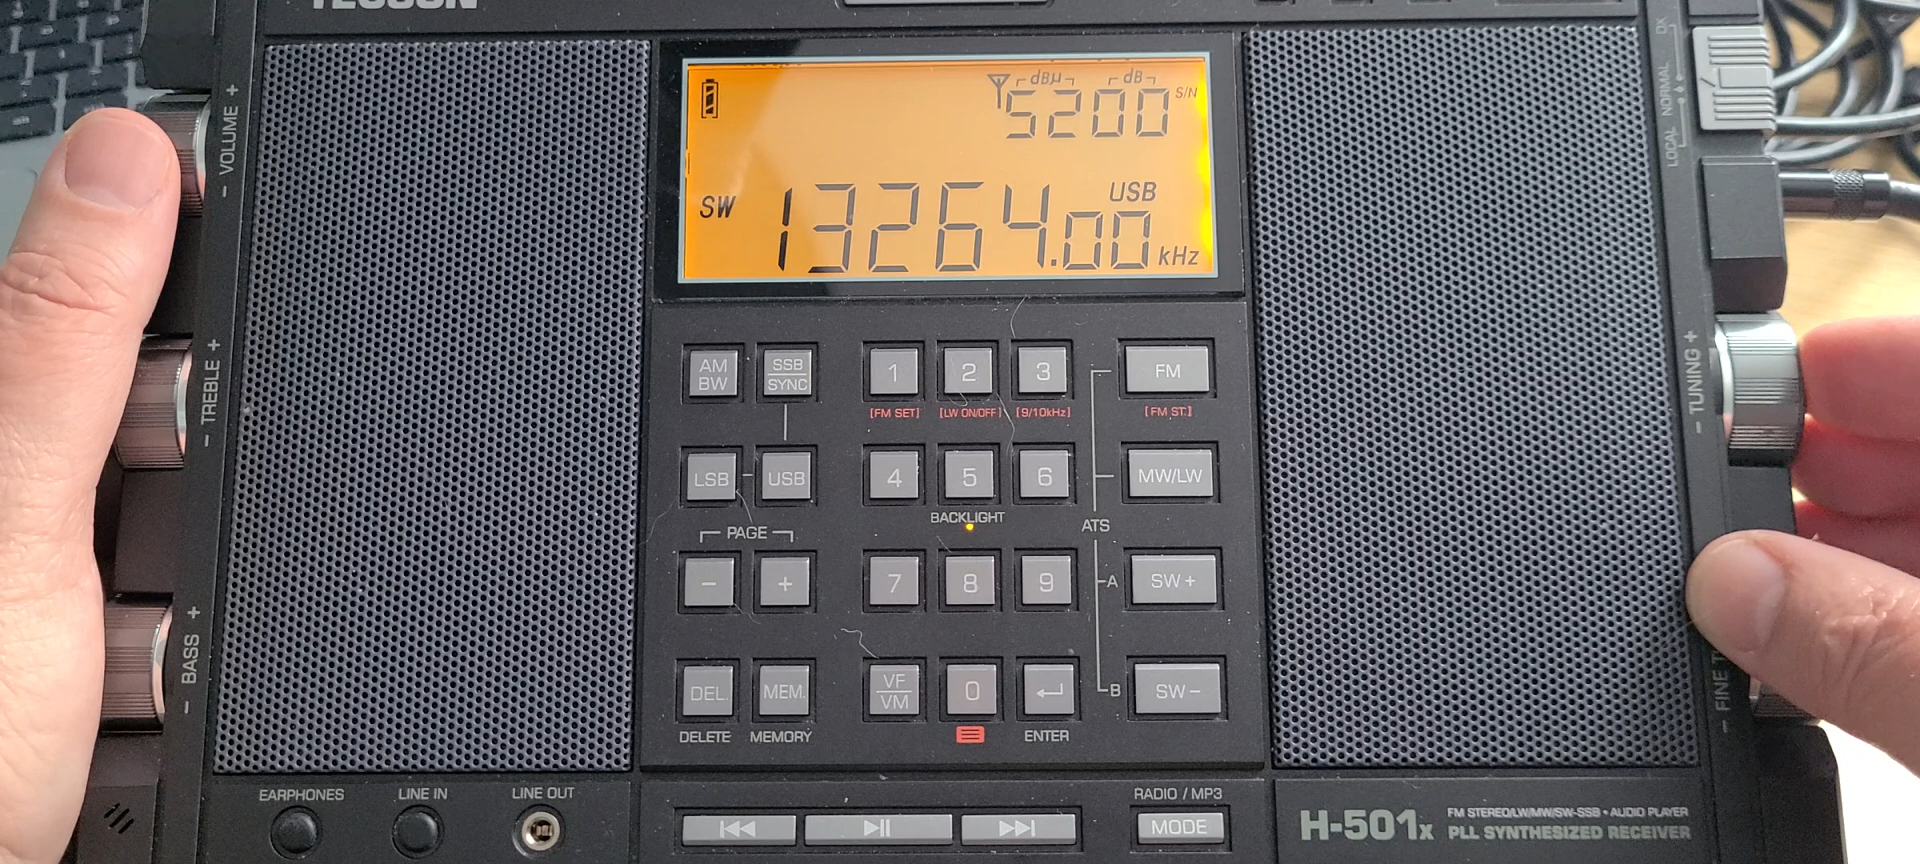 TECSUN
dBµ dB
5200 S/N
SW 13264.00 USB kHz
- VOLUME +
- TREBLE +
- BASS +
LOCAL NORMAL DX
- TUNING +
- FINE
AM BW
SSB SYNC
1 2 3 FM
[FM SET] [LW ON/OFF] [9/10kHz] [FM ST.]
LSB USB 4 5 6 MW/LW
BACKLIGHT
ATS
- PAGE +
7 8 9 A SW+
DEL. MEM. VF VM 0 B SW-
DELETE MEMORY ENTER
EARPHONES LINE IN LINE OUT
RADIO / MP3
MODE
H-501x
FM STEREO/LW/MW/SW-SSB • AUDIO PLAYER
PLL SYNTHESIZED RECEIVER